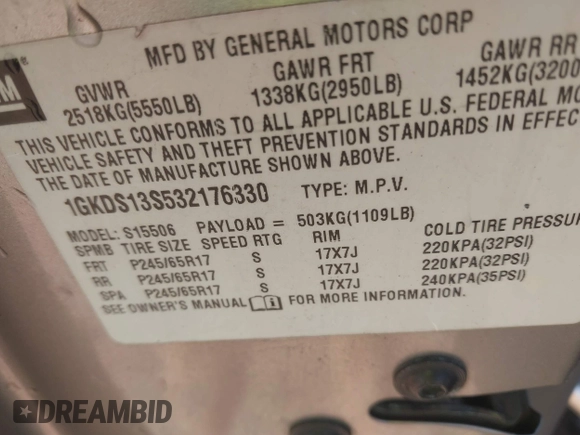 MFD BY GENERAL MOTORS CORP
GVWR GAWR FRT GAWR RR
2518KG(5550LB) 1338KG(2950LB) 1452KG(3200
THIS VEHICLE CONFORMS TO ALL APPLICABLE U.S. FEDERAL MO
VEHICLE SAFETY AND THEFT PREVENTION STANDARDS IN EFFEC
THE DATE OF MANUFACTURE SHOWN ABOVE.
1GKDS13S532176330 TYPE: M.P.V.
MODEL: S15506 PAYLOAD = 503KG(1109LB)
SPMB TIRE SIZE SPEED RTG RIM COLD TIRE PRESSUR
FRT P245/65R17 S 17X7J 220KPA(32PSI)
RR P245/65R17 S 17X7J 220KPA(32PSI)
SPA P245/65R17 S 17X7J 240KPA(35PSI)
SEE OWNER'S MANUAL FOR MORE INFORMATION.
M
DREAMBID